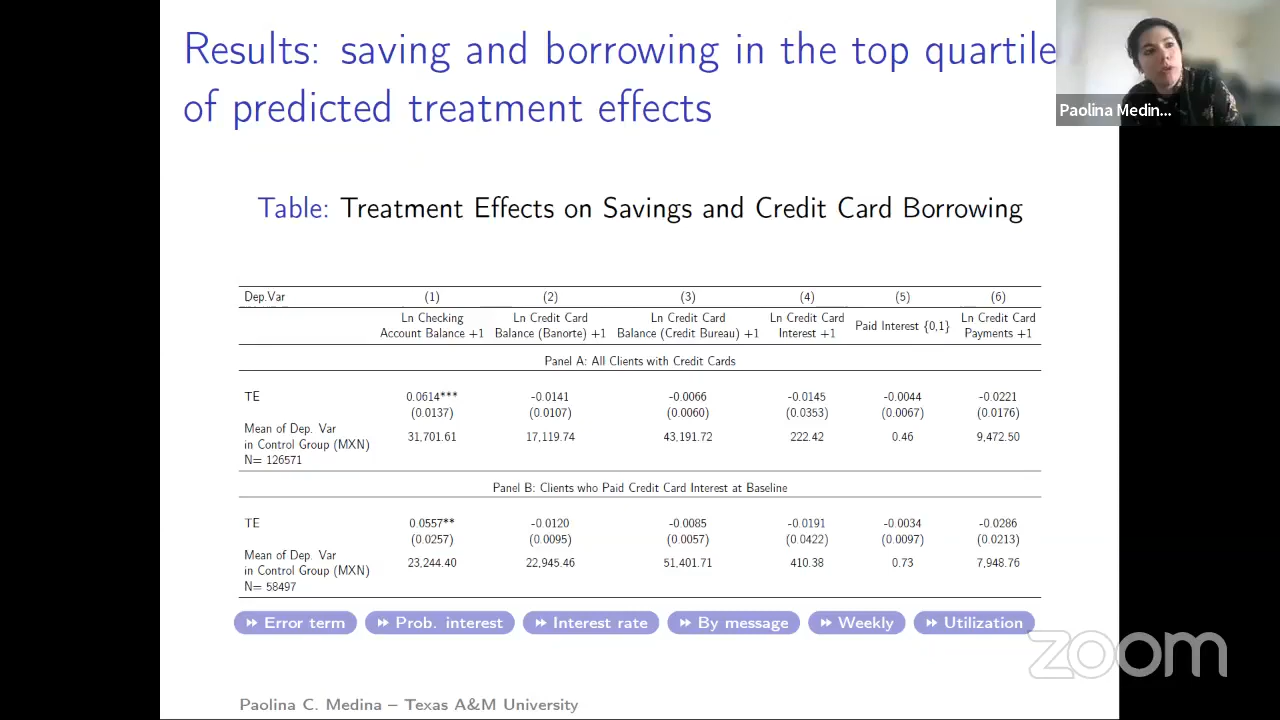 Results: saving and borrowing in the top quartile
of predicted treatment effects
Paolina Medin...
Table: Treatment Effects on Savings and Credit Card Borrowing
Dep.Var (1) (2) (3) (4) (5) (6)
Ln Checking Ln Credit Card Ln Credit Card Ln Credit Card Paid Interest {0,1} Ln Credit Card
Account Balance +1 Balance (Banorte) +1 Balance (Credit Bureau) +1 Interest +1 Payments +1
Panel A: All Clients with Credit Cards
TE 0.0614*** -0.0141 -0.0066 -0.0145 -0.0044 -0.0221
(0.0137) (0.0107) (0.0060) (0.0353) (0.0067) (0.0176)
Mean of Dep. Var
in Control Group (MXN) 31,701.61 17,119.74 43,191.72 222.42 0.46 9,472.50
N= 126571
Panel B: Clients who Paid Credit Card Interest at Baseline
TE 0.0557** -0.0120 -0.0085 -0.0191 -0.0034 -0.0286
(0.0257) (0.0095) (0.0057) (0.0422) (0.0097) (0.0213)
Mean of Dep. Var
in Control Group (MXN) 23,244.40 22,945.46 51,401.71 410.38 0.73 7,948.76
N= 58497
Error term Prob. interest Interest rate By message Weekly Utilization
zoom
Paolina C. Medina – Texas A&M University